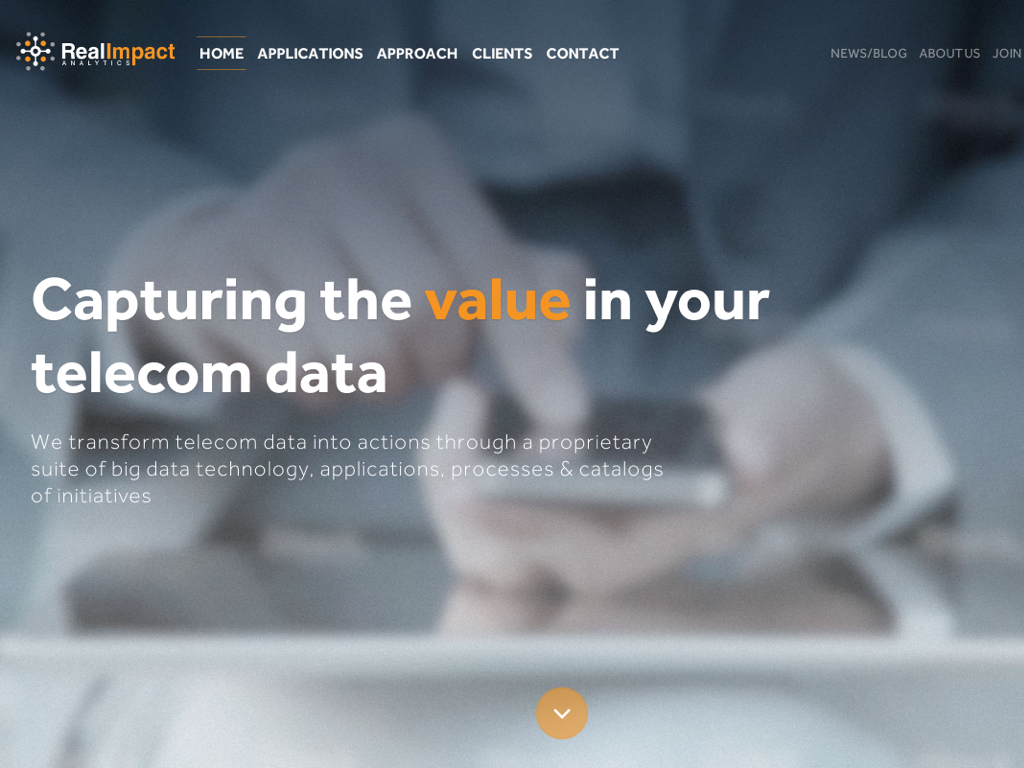 RealImpact
ANALYTICS
HOME APPLICATIONS APPROACH CLIENTS CONTACT
NEWS/BLOG ABOUT US JOIN
Capturing the value in your
telecom data
We transform telecom data into actions through a proprietary
suite of big data technology, applications, processes & catalogs
of initiatives